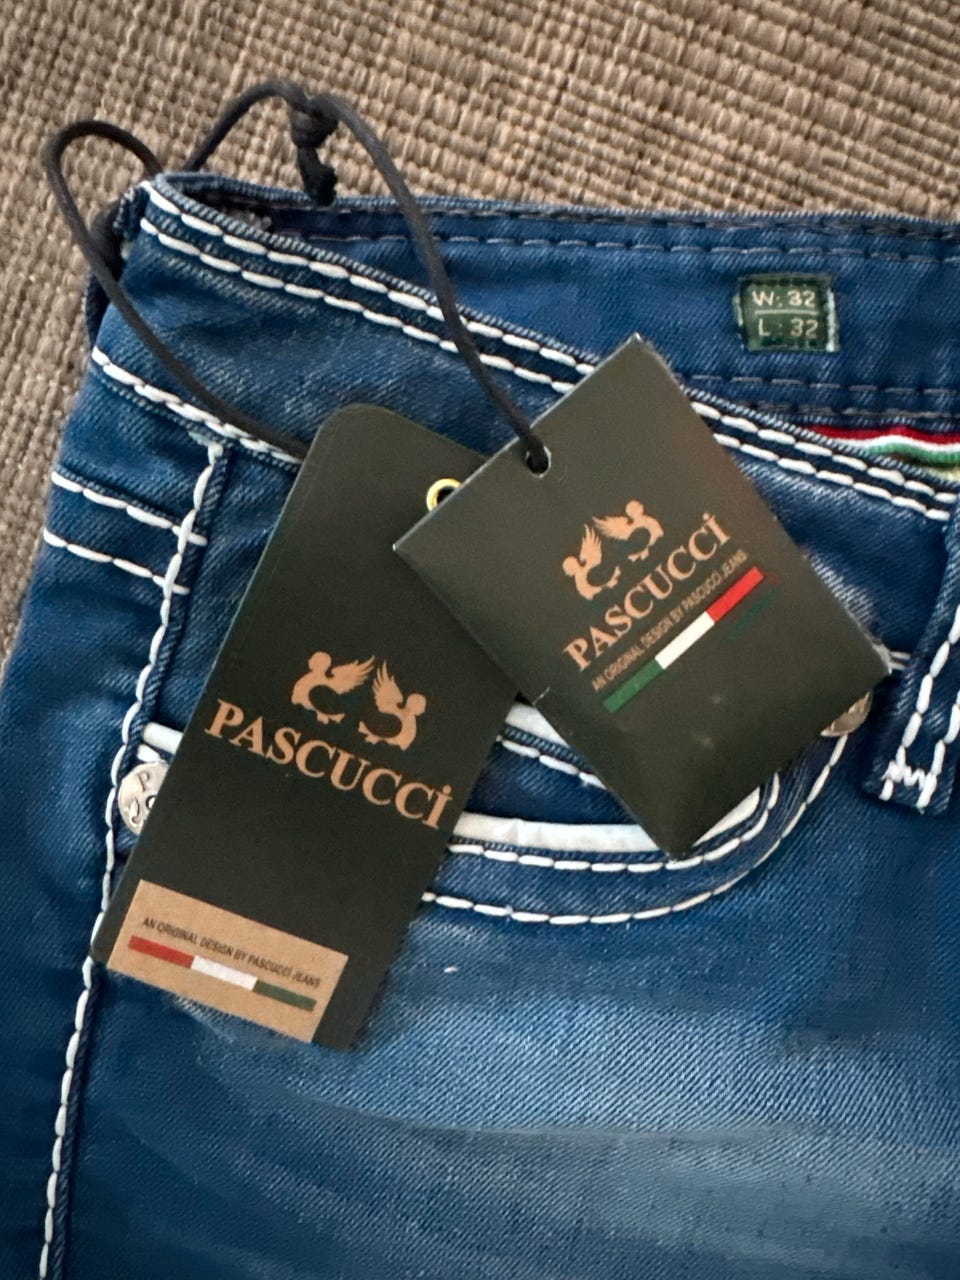 W: 32
L: 32
PASCUCCİ
AN ORIGINAL DESIGN BY PASCUCCİ JEANS
PASCUCCİ
AN ORIGINAL DESIGN BY PASCUCCİ JEANS
P